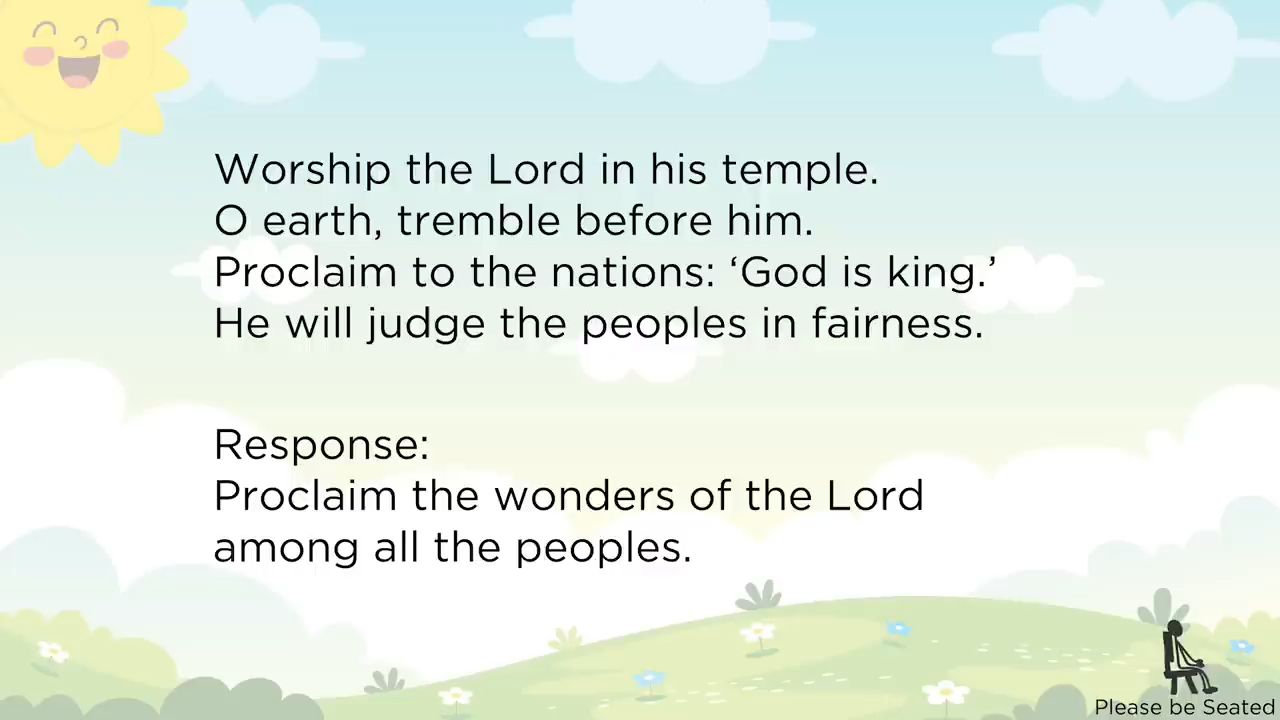 Worship the Lord in his temple.
O earth, tremble before him.
Proclaim to the nations: ‘God is king.’
He will judge the peoples in fairness.
Response:
Proclaim the wonders of the Lord
among all the peoples.
Please be Seated